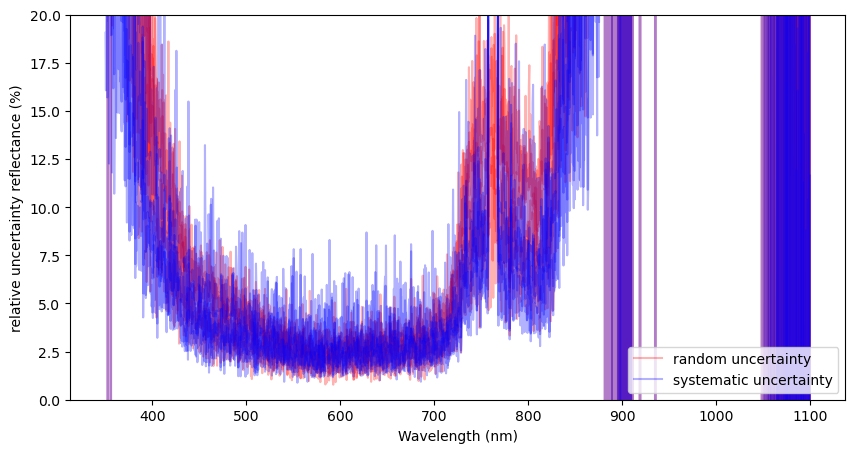 relative uncertainty reflectance (%)
20.0
17.5
15.0
12.5
10.0
7.5
5.0
2.5
0.0
random uncertainty
systematic uncertainty
400 500 600 700 800 900 1000 1100
Wavelength (nm)